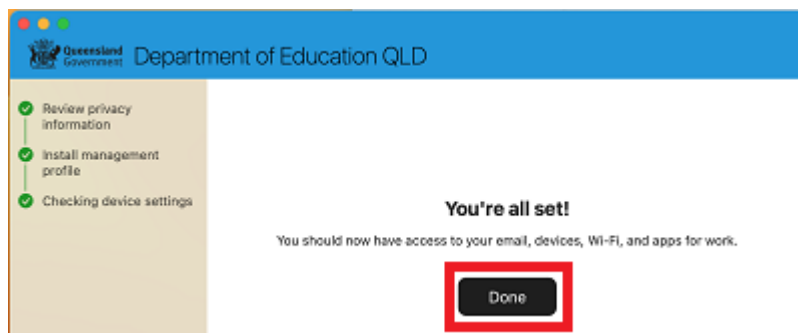 Queensland
Government
Department of Education QLD
Review privacy
information
Install management
profile
Checking device settings
You're all set!
You should now have access to your email, devices, Wi-Fi, and apps for work.
Done